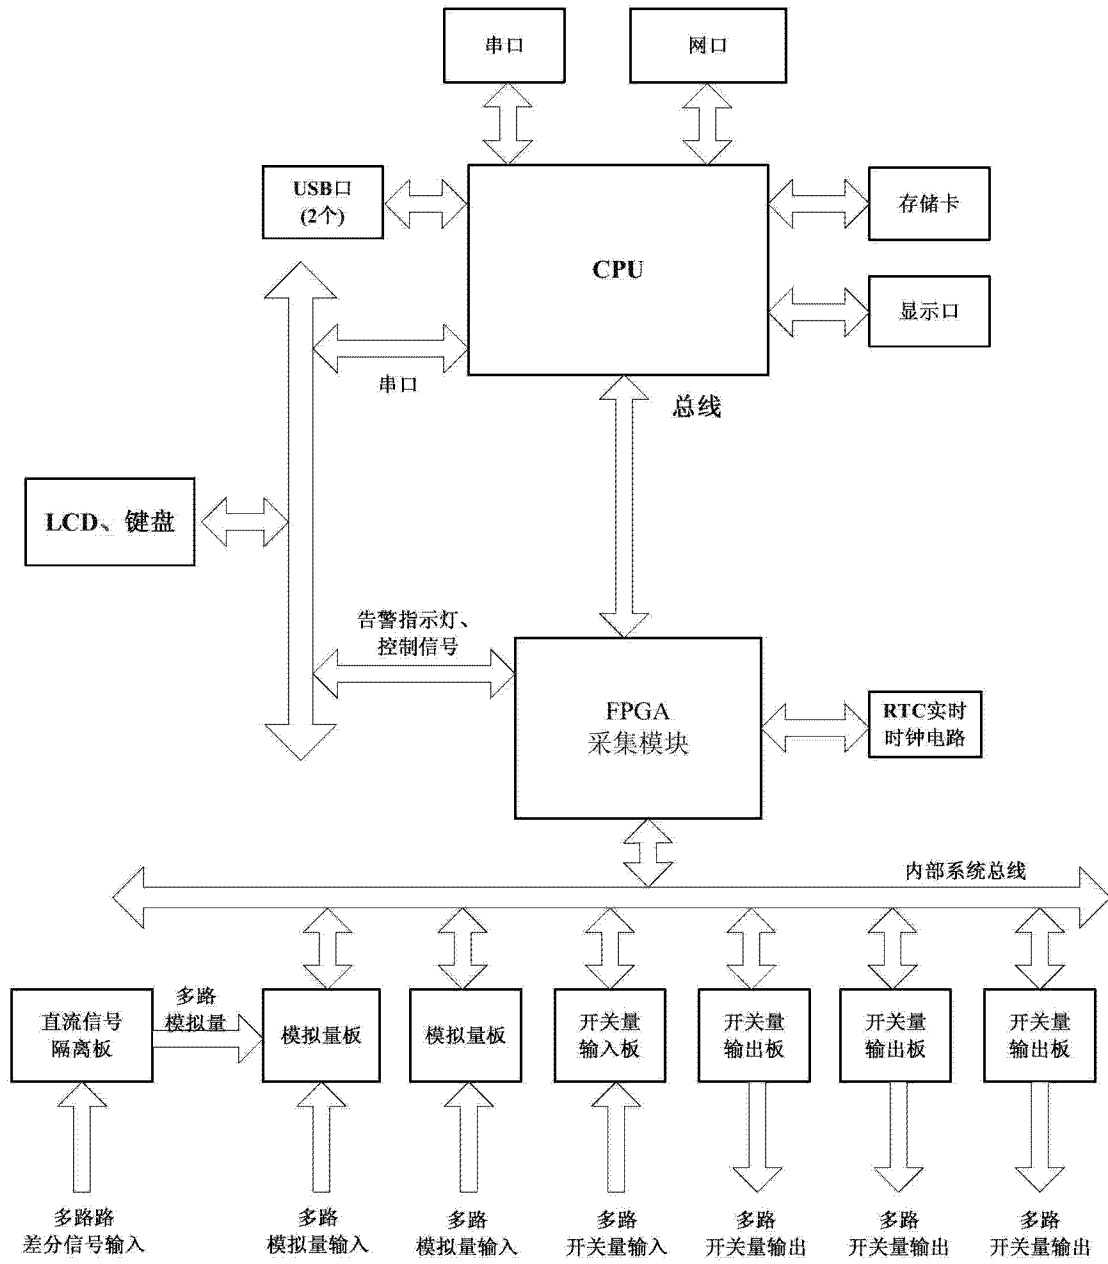 串口
网口
USB口
(2个)
存储卡
CPU
显示口
串口
总线
LCD、键盘
告警指示灯、
控制信号
FPGA
采集模块
RTC实时
时钟电路
内部系统总线
多路
模拟量
直流信号
隔离板
模拟量板
模拟量板
开关量
输入板
开关量
输出板
开关量
输出板
开关量
输出板
多路路
差分信号输入
多路
模拟量输入
多路
模拟量输入
多路
开关量输入
多路
开关量输出
多路
开关量输出
多路
开关量输出